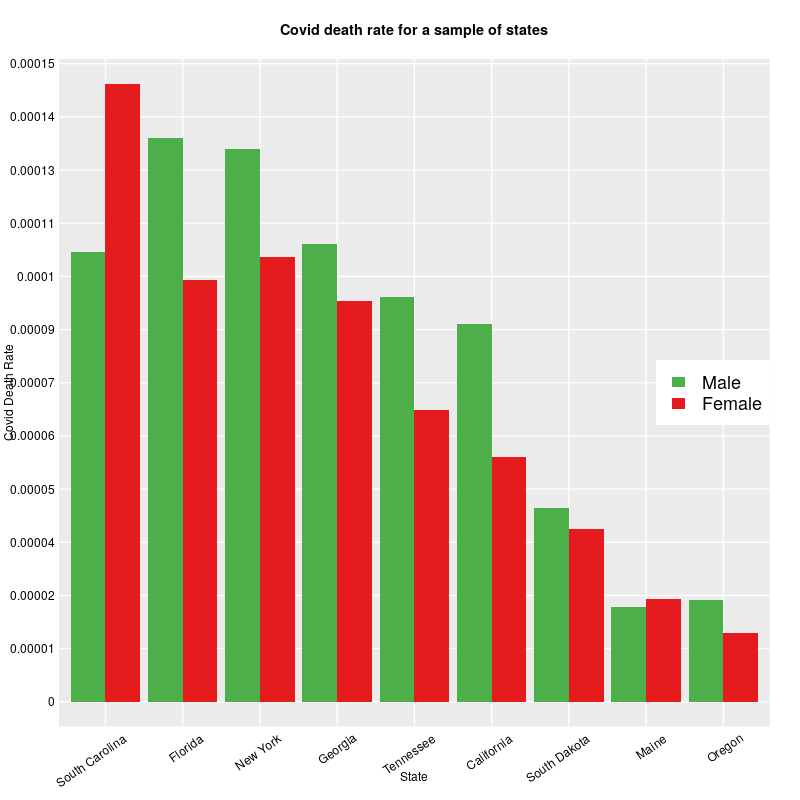 Covid death rate for a sample of states
0.00015
0.00014
0.00013
0.00011
0.0001
0.00009
0.00007
0.00006
0.00005
0.00004
0.00002
0.00001
0
Covid Death Rate
Male
Female
South Carolina
Florida
New York
Georgia
Tennessee
California
South Dakota
Maine
Oregon
State